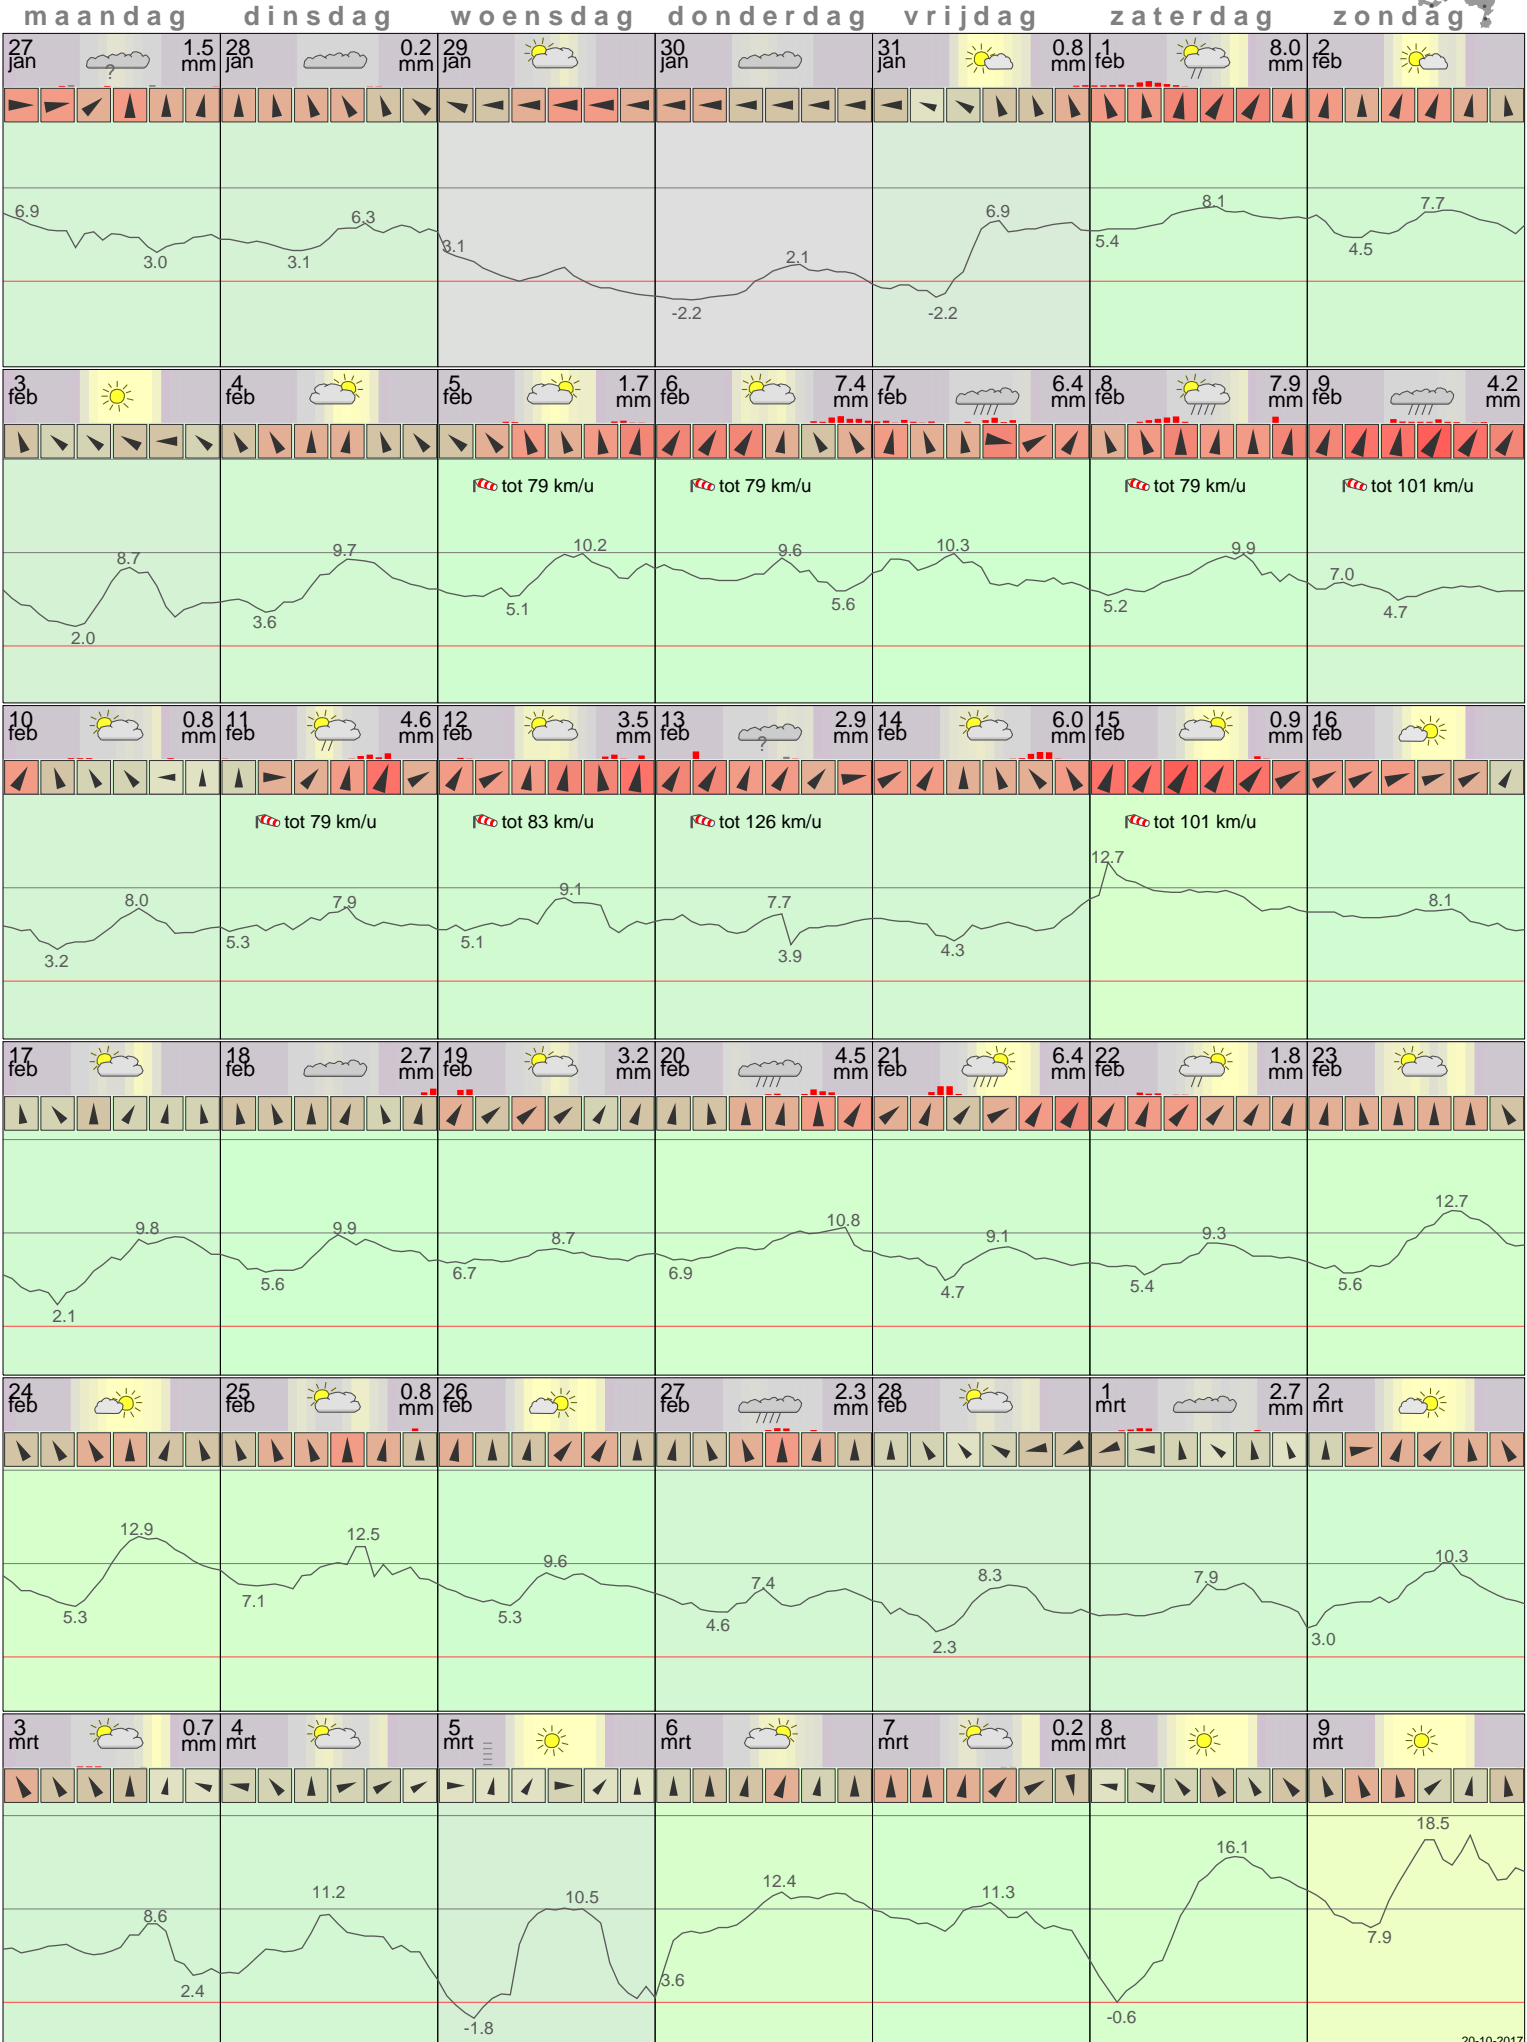 maandag dinsdag woensdag donderdag vrijdag zaterdag zondag
27 jan 1.5 mm 28 jan 0.2 mm 29 jan 30 jan 31 jan 0.8 mm 1 feb 8.0 mm 2 feb
?
6.9 3.0 3.1 6.3 3.1 -2.2 2.1 -2.2 6.9 5.4 8.1 4.5 7.7
3 feb 4 feb 5 feb 1.7 mm 6 feb 7.4 mm 7 feb 6.4 mm 8 feb 7.9 mm 9 feb 4.2 mm
tot 79 km/u tot 79 km/u tot 79 km/u tot 101 km/u
2.0 8.7 3.6 9.7 5.1 10.2 9.6 5.6 10.3 5.2 9.9 7.0 4.7
10 feb 0.8 mm 11 feb 4.6 mm 12 feb 3.5 mm 13 feb 2.9 mm 14 feb 6.0 mm 15 feb 0.9 mm 16 feb
?
tot 79 km/u tot 83 km/u tot 126 km/u tot 101 km/u
3.2 8.0 5.3 7.9 5.1 9.1 7.7 3.9 4.3 12.7 8.1
17 feb 18 feb 2.7 mm 19 feb 3.2 mm 20 feb 4.5 mm 21 feb 6.4 mm 22 feb 1.8 mm 23 feb
2.1 9.8 5.6 9.9 6.7 8.7 6.9 10.8 4.7 9.1 5.4 9.3 5.6 12.7
24 feb 25 feb 0.8 mm 26 feb 27 feb 2.3 mm 28 feb 1 mrt 2.7 mm 2 mrt
5.3 12.9 7.1 12.5 5.3 9.6 4.6 7.4 2.3 8.3 7.9 3.0 10.3
3 mrt 0.7 mm 4 mrt 5 mrt 6 mrt 7 mrt 0.2 mm 8 mrt 9 mrt
8.6 2.4 11.2 -1.8 10.5 3.6 12.4 11.3 -0.6 16.1 7.9 18.5
20-10-2017